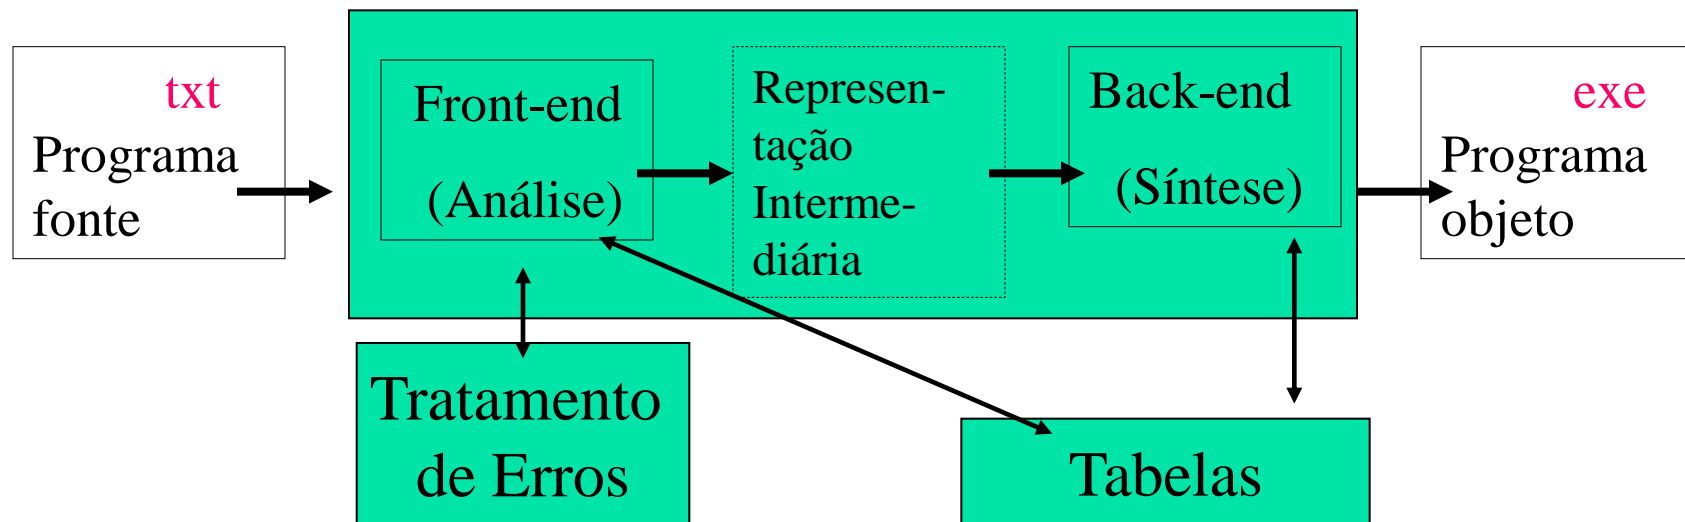 txt
Programa
fonte
Front-end
(Análise)
Represen-
tação
Interme-
diária
Back-end
(Síntese)
exe
Programa
objeto
Tratamento
de Erros
Tabelas